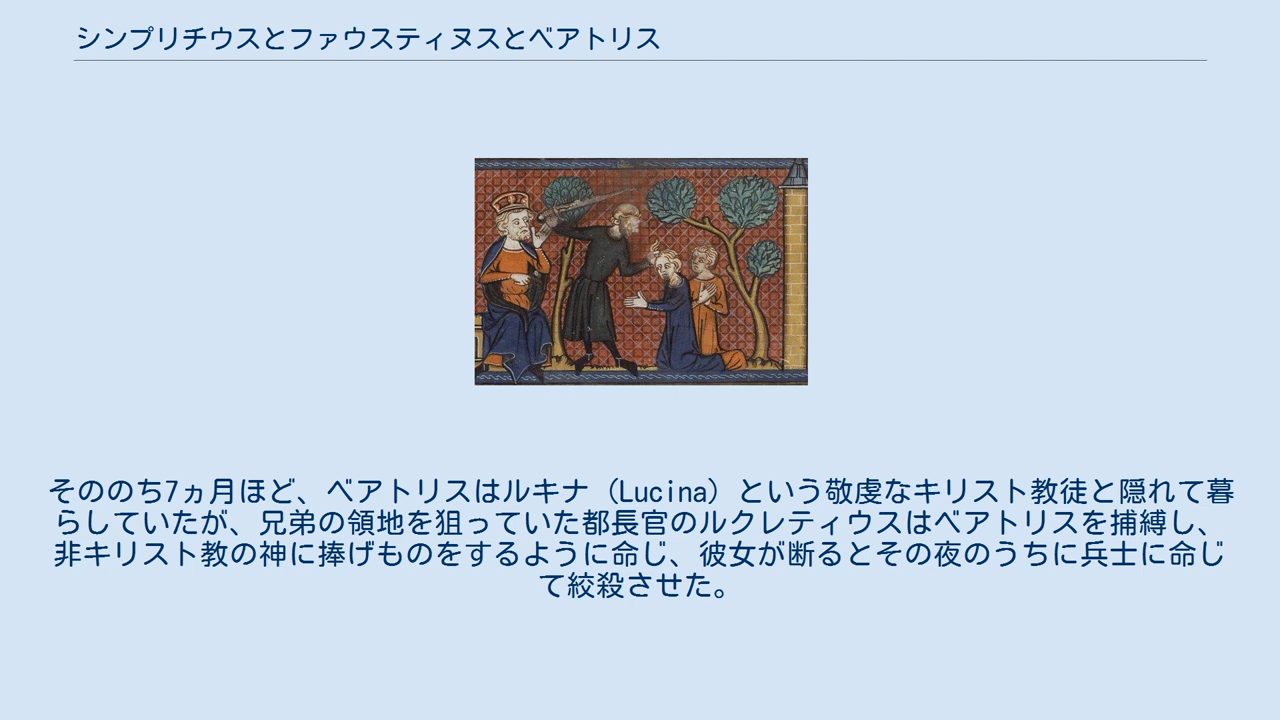 シンプリチウスとファウスティヌスとベアトリス
そののち7ヵ月ほど、ベアトリスはルキナ（Lucina）という敬虔なキリスト教徒と隠れて暮
らしていたが、兄弟の領地を狙っていた都長官のルクレティウスはベアトリスを捕縛し、
非キリスト教の神に捧げものをするように命じ、彼女が断るとその夜のうちに兵士に命じ
て絞殺させた。